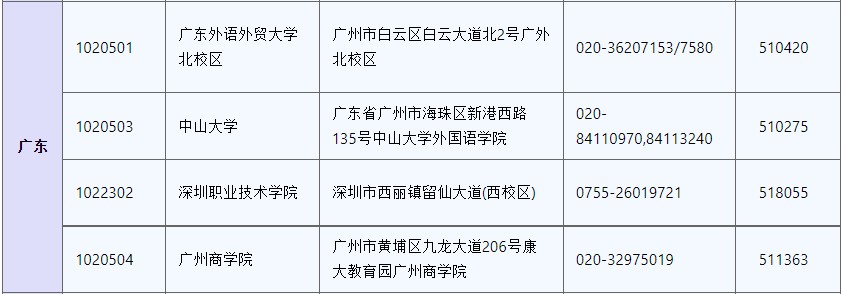 广东
1020501
广东外语外贸大学
北校区
广州市白云区白云大道北2号广外
北校区
020-36207153/7580
510420
1020503
中山大学
广东省广州市海珠区新港西路
135号中山大学外国语学院
020-
84110970,84113240
510275
1022302
深圳职业技术学院
深圳市西丽镇留仙大道(西校区)
0755-26019721
518055
1020504
广州商学院
广州市黄埔区九龙大道206号康
大教育园广州商学院
020-32975019
511363